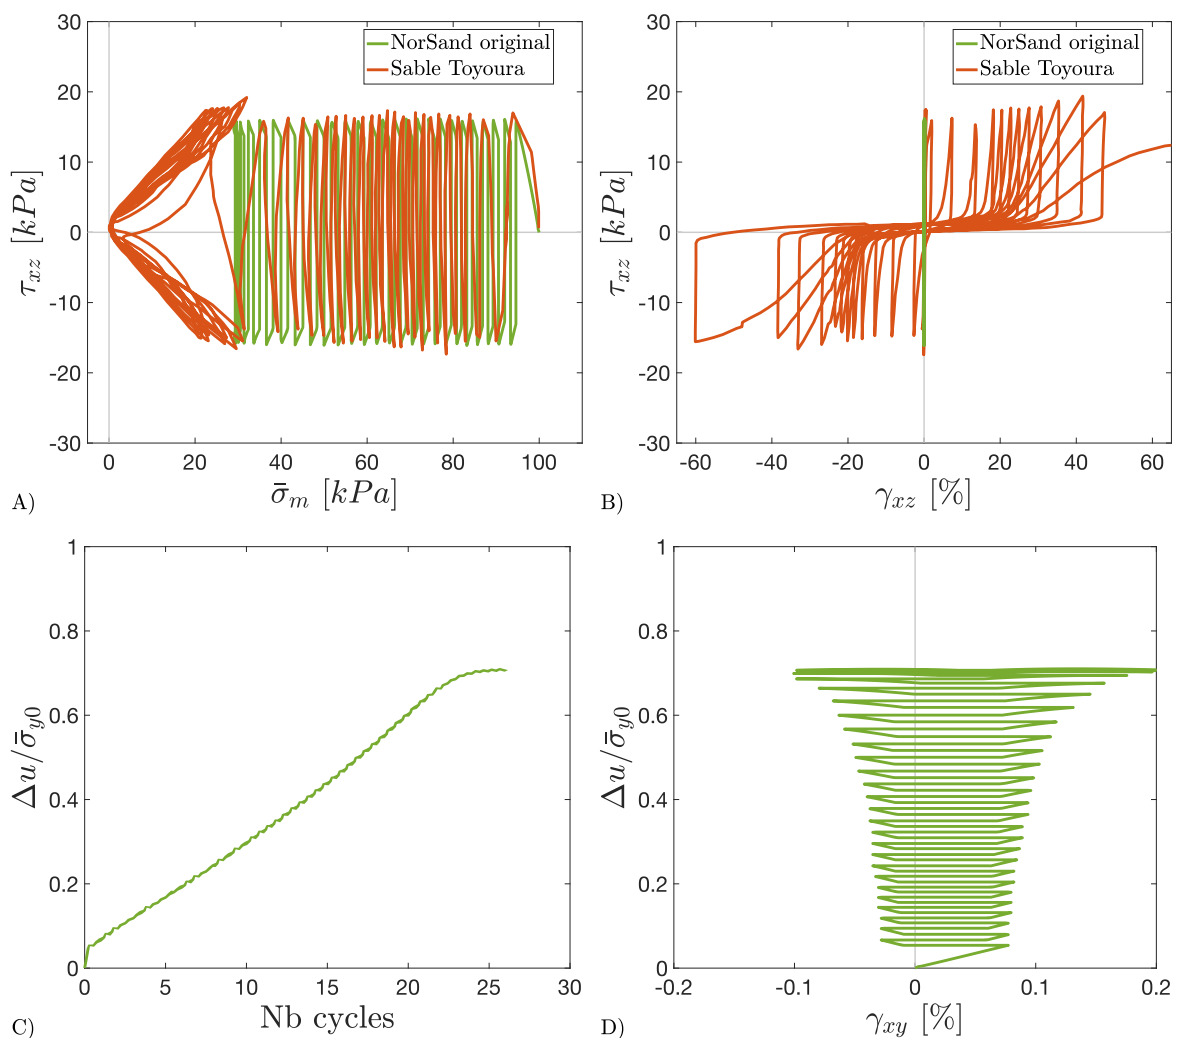 30
20
10
0
-10
-20
-30
τxz [kPa]
NorSand original
Sable Toyoura
0 20 40 60 80 100
σ̄m [kPa]
A)
30
20
10
0
-10
-20
-30
τxz [kPa]
NorSand original
Sable Toyoura
-60 -40 -20 0 20 40 60
γxz [%]
B)
1
0.8
0.6
0.4
0.2
0
Δu/σ̄y0
0 5 10 15 20 25 30
Nb cycles
C)
1
0.8
0.6
0.4
0.2
0
Δu/σ̄y0
-0.2 -0.1 0 0.1 0.2
γxy [%]
D)